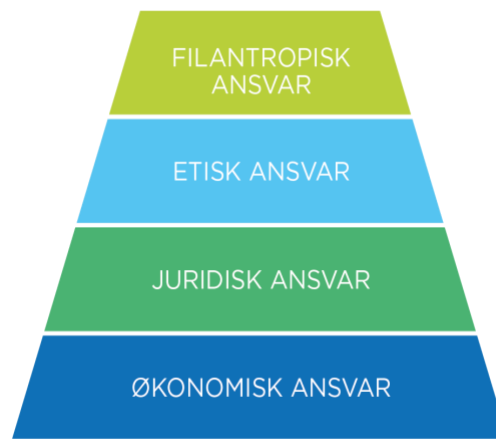 FILANTROPISK
ANSVAR
ETISK ANSVAR
JURIDISK ANSVAR
ØKONOMISK ANSVAR